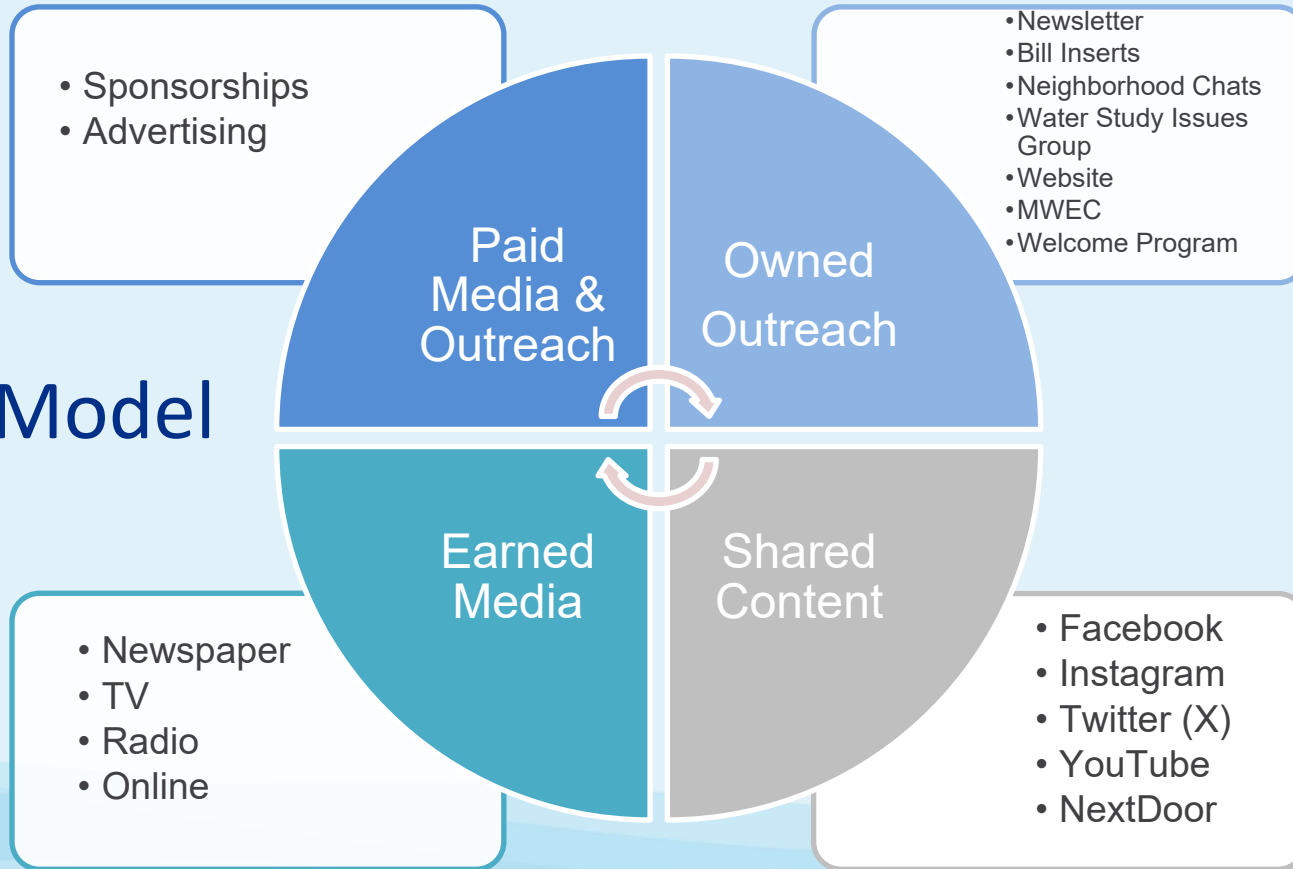 • Sponsorships
• Advertising
• Newsletter
• Bill Inserts
• Neighborhood Chats
• Water Study Issues
Group
• Website
• MWEC
• Welcome Program
Paid
Media &
Outreach
Owned
Outreach
Model
Earned
Media
Shared
Content
• Newspaper
• TV
• Radio
• Online
• Facebook
• Instagram
• Twitter (X)
• YouTube
• NextDoor